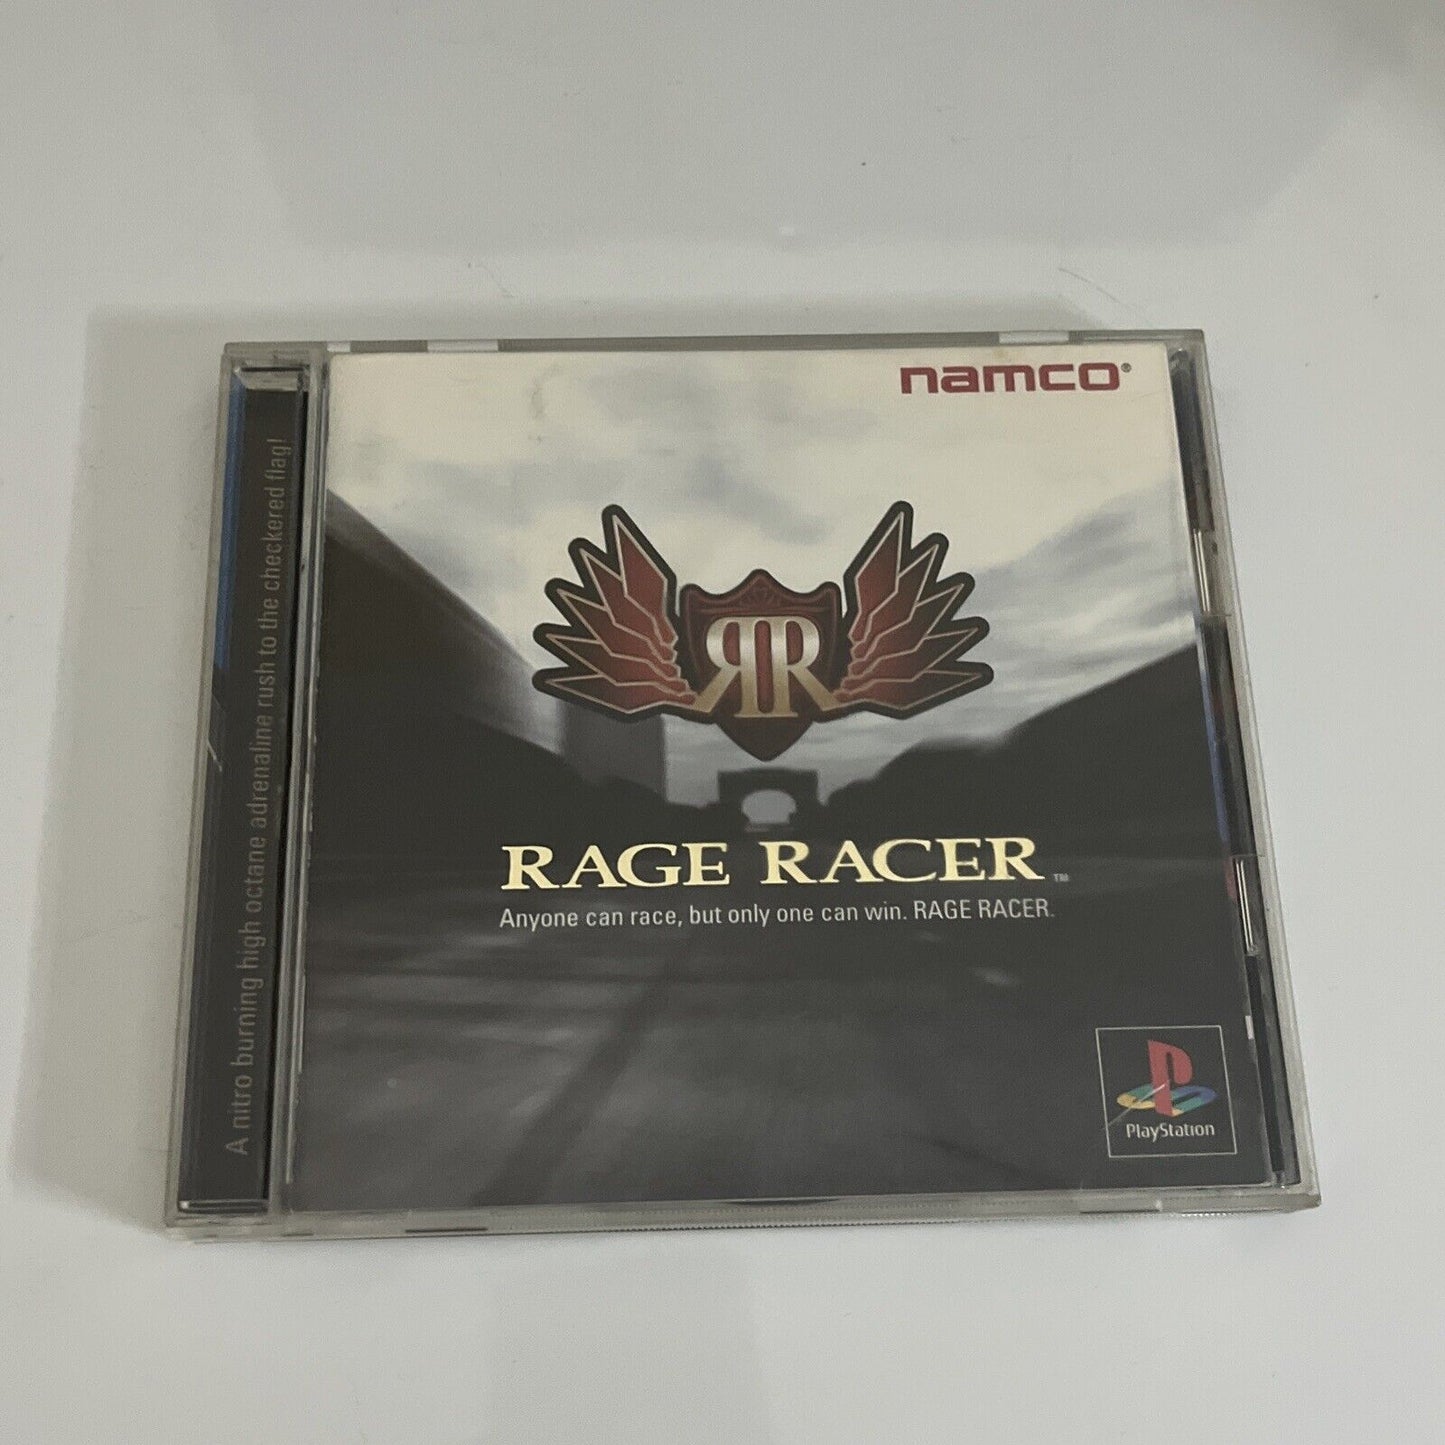 namco®
A nitro burning high octane adrenaline rush to the checkered flag!
RR
RAGE RACER™
Anyone can race, but only one can win. RAGE RACER.
PlayStation